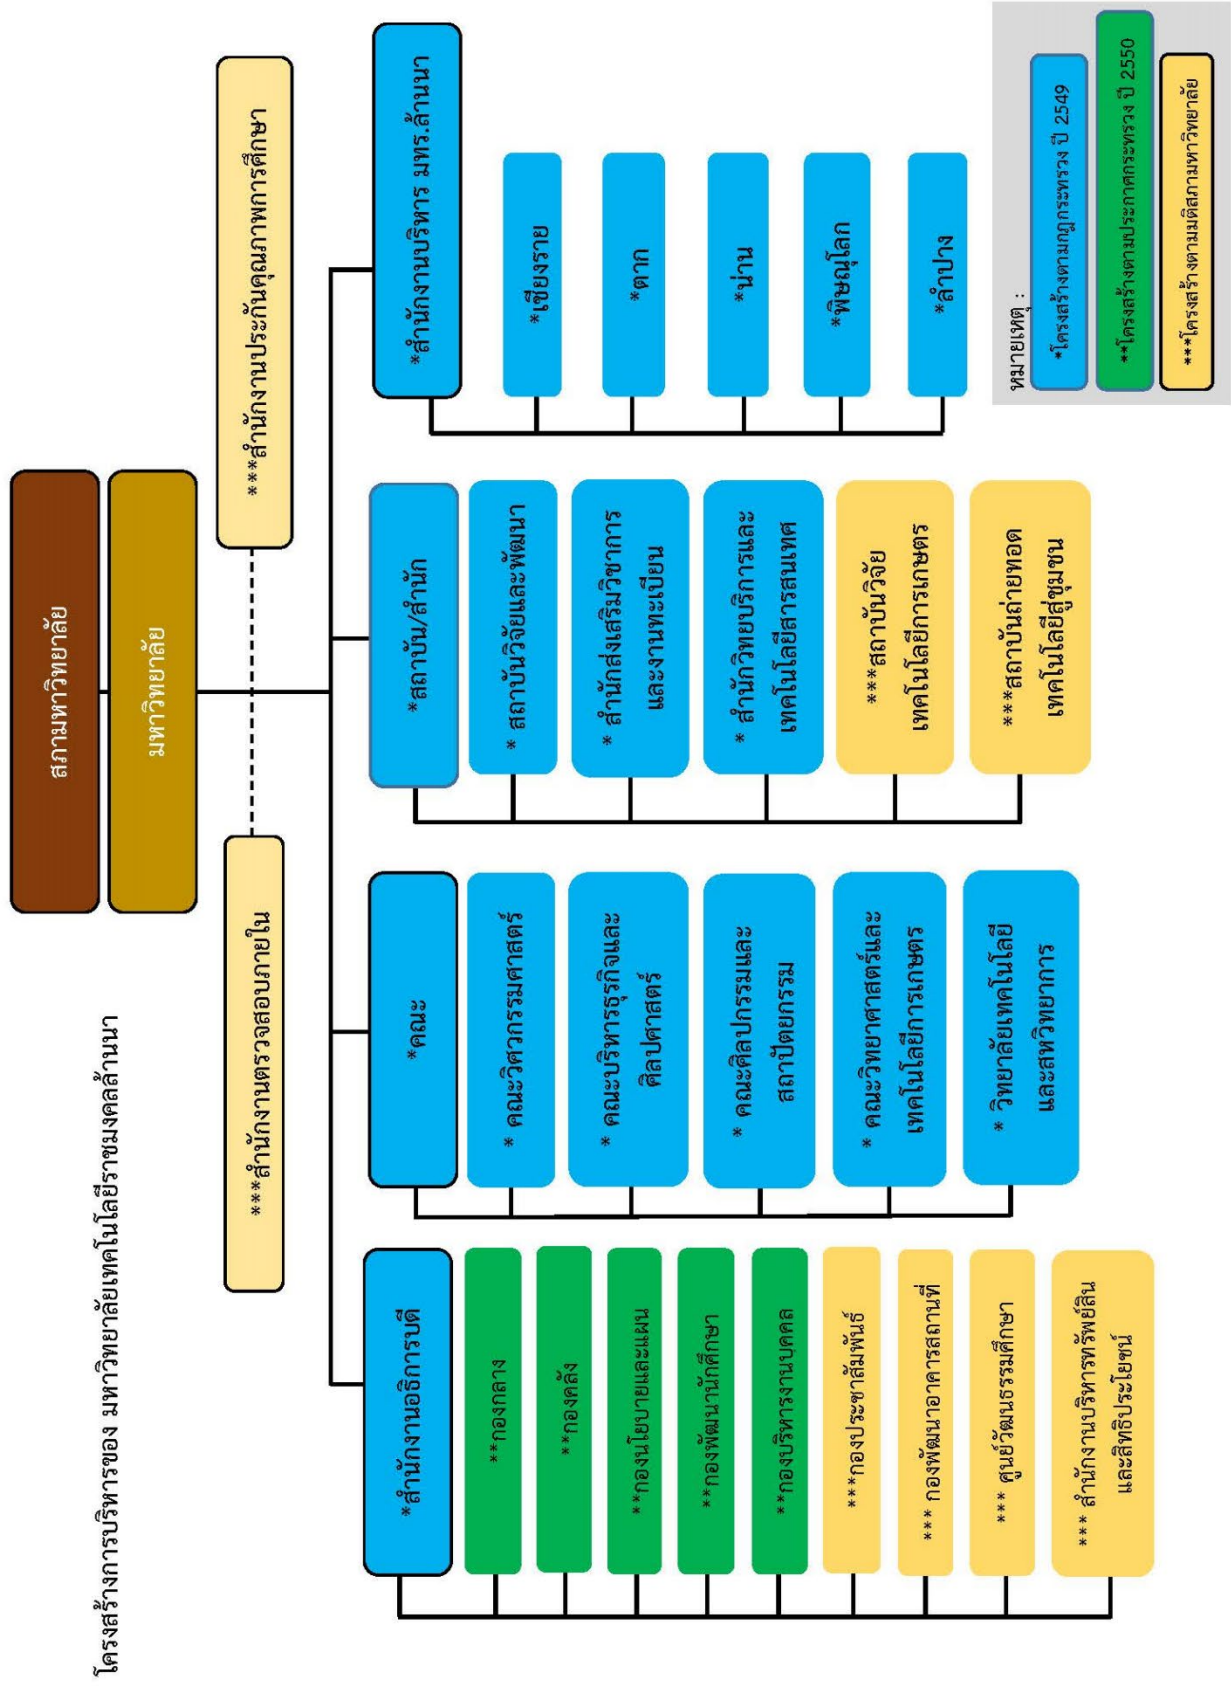 โครงสร้างการบริหารของ มหาวิทยาลัยเทคโนโลยีราชมงคลล้านนา
สภามหาวิทยาลัย
มหาวิทยาลัย
***สำนักงานตรวจสอบภายใน
***สำนักงานประกันคุณภาพการศึกษา
*สำนักงานอธิการบดี
**กองกลาง
**กองคลัง
**กองนโยบายและแผน
**กองพัฒนานักศึกษา
**กองบริหารงานบุคคล
***กองประชาสัมพันธ์
*** กองพัฒนาอาคารสถานที่
*** ศูนย์วัฒนธรรมศึกษา
*** สำนักงานบริหารทรัพย์สิน
และสิทธิประโยชน์
*คณะ
* คณะวิศวกรรมศาสตร์
* คณะบริหารธุรกิจและ
ศิลปศาสตร์
* คณะศิลปกรรมและ
สถาปัตยกรรม
* คณะวิทยาศาสตร์และ
เทคโนโลยีการเกษตร
* วิทยาลัยเทคโนโลยี
และสหวิทยาการ
*สถาบัน/สำนัก
* สถาบันวิจัยและพัฒนา
* สำนักส่งเสริมวิชาการ
และงานทะเบียน
* สำนักวิทยบริการและ
เทคโนโลยีสารสนเทศ
***สถาบันวิจัย
เทคโนโลยีการเกษตร
***สถาบันถ่ายทอด
เทคโนโลยีสู่ชุมชน
*สำนักงานบริหาร มทร.ล้านนา
*เชียงราย
*ตาก
*น่าน
*พิษณุโลก
*ลำปาง
หมายเหตุ :
*โครงสร้างตามกฎกระทรวง ปี 2549
**โครงสร้างตามประกาศกระทรวง ปี 2550
***โครงสร้างตามมติสภามหาวิทยาลัย